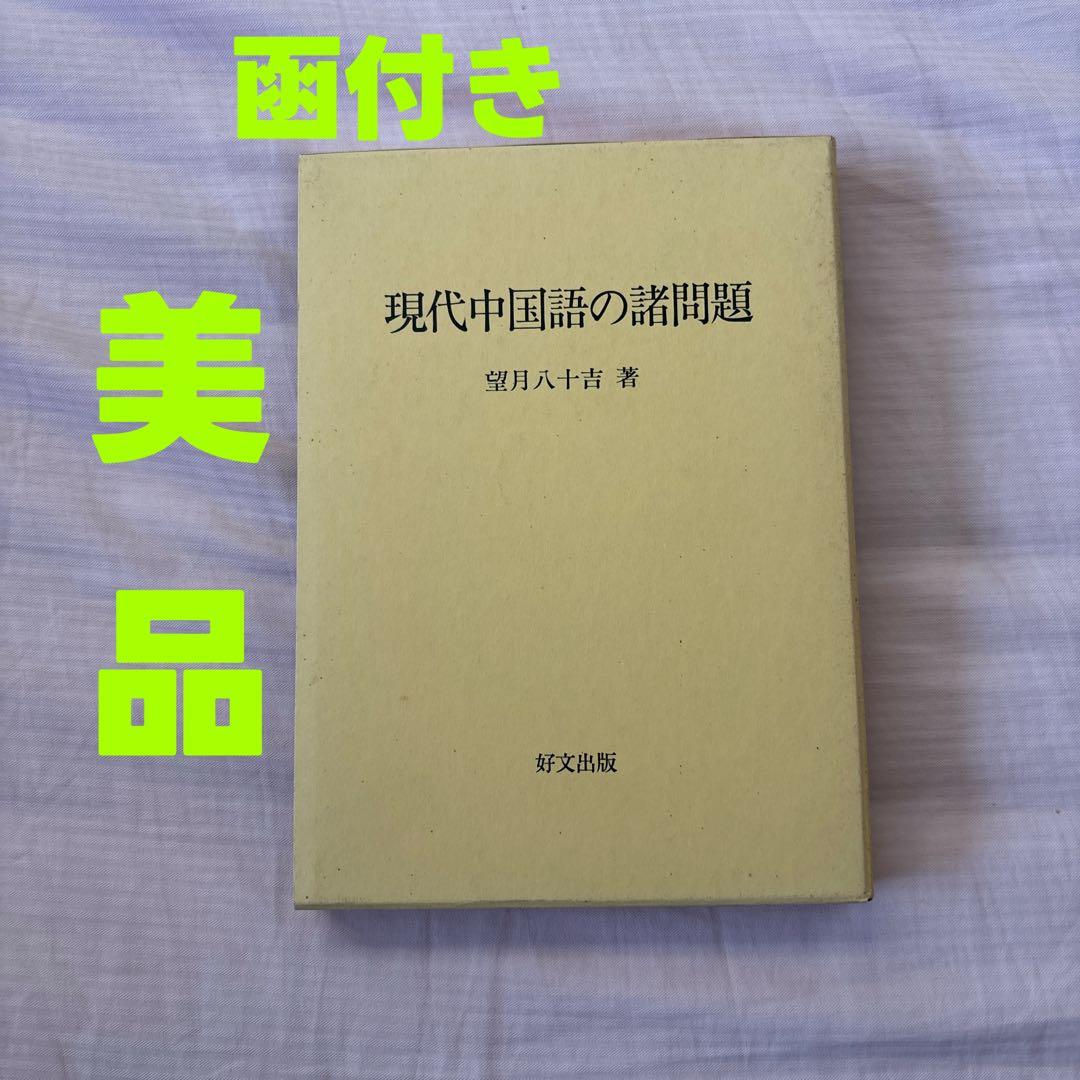 函付き
美
品
現代中国語の諸問題
望月八十吉 著
好文出版